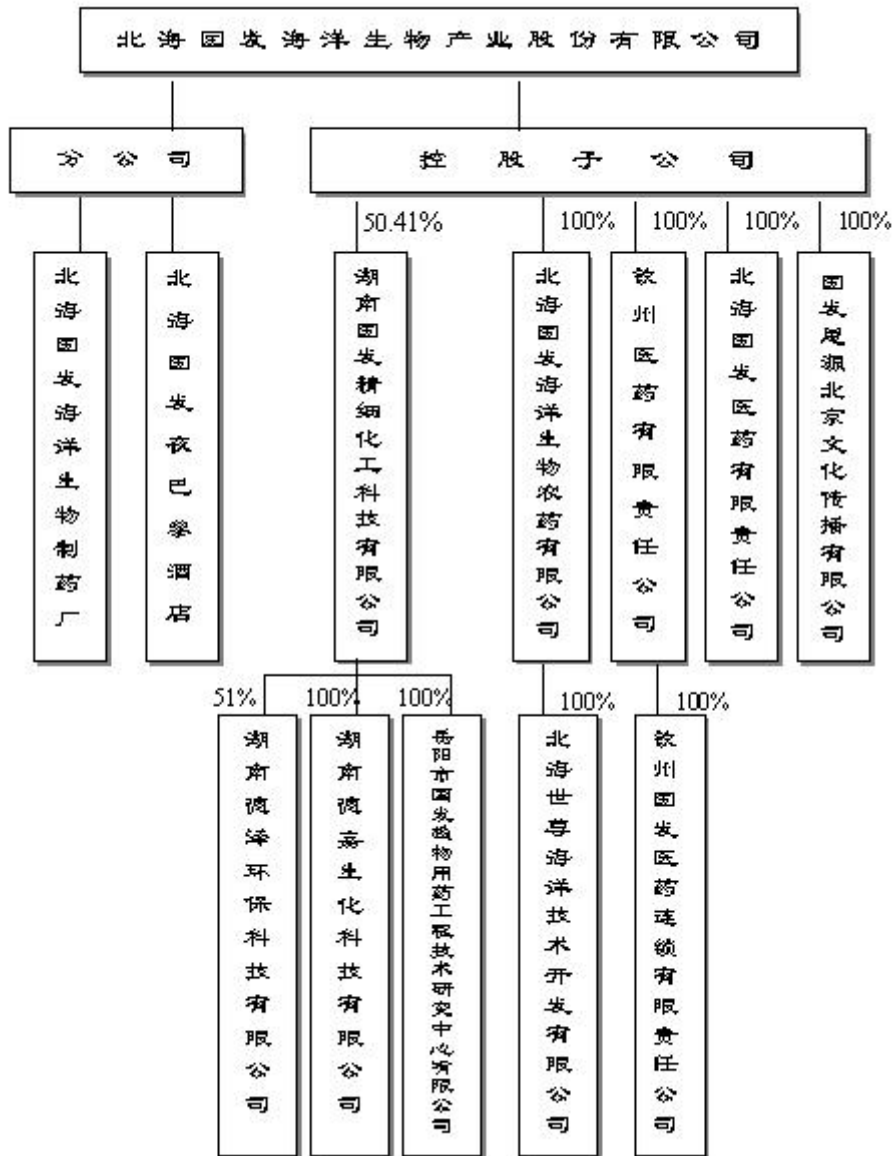 北海国发海洋生物产业股份有限公司
分公司
控股子公司
50.41%
100%
100%
100%
100%
北海国发海洋生物制药厂
北海国发夜巴黎酒店
湖南国发精细化工科技有限公司
北海国发海洋生物农药有限公司
钦州医药有限责任公司
北海国发医药有限责任公司
国发思源北京文化传播有限公司
51%
100%
100%
100%
100%
湖南德泽环保科技有限公司
湖南德嘉生化科技有限公司
岳阳市国发植物用药工程技术研究中心有限公司
北海世尊海洋技术开发有限公司
钦州国发医药连锁有限责任公司